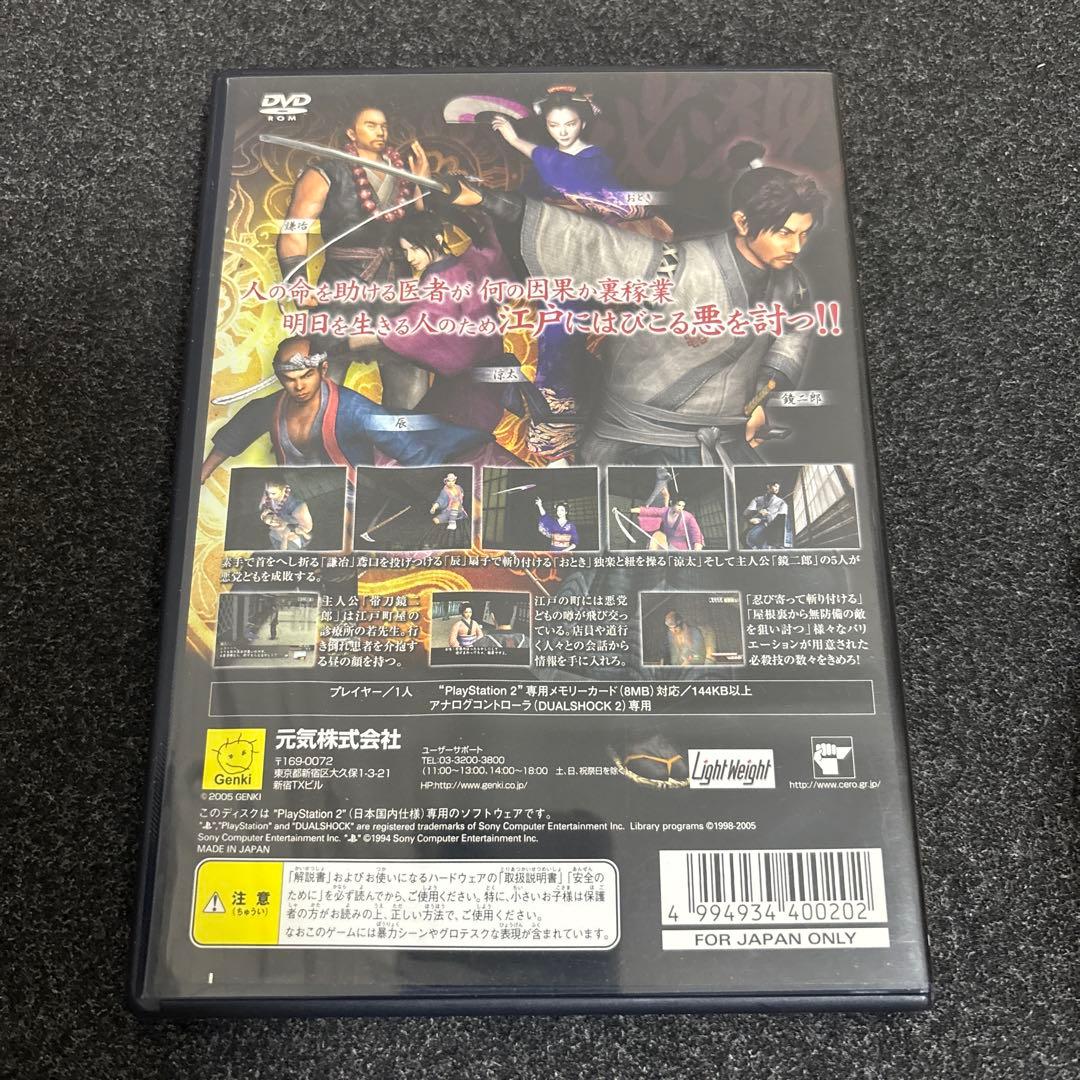 DVD
ROM
おとき
謙冶
人の命を助ける医者が 何の因果か裏稼業
明日を生きる人のため江戸にはびこる悪を討つ!!
涼太
鏡二郎
辰
素手で首をへし折る「謙冶」鳶口を投げつける「辰」扇子で斬り付ける「おとき」独楽と紐を操る「涼太」そして主人公「鏡二郎」の5人が
悪党どもを成敗する。
主人公「帯刀鏡二
郎」は江戸町屋の
診療所の若先生。行
き倒れ患者を介抱す
る昼の顔を持つ。
江戸の町には悪党
どもの噂が飛び交っ
ている。店員や道行
く人々との会話から
情報を手に入れろ。
「忍び寄って斬り付ける」
「屋根裏から無防備の敵
を狙い討つ」様々なバリ
エーションが用意された
必殺技の数々をきめろ!
プレイヤー/1人 “PlayStation 2”専用メモリーカード(8MB)対応/144KB以上
アナログコントローラ(DUALSHOCK 2)専用
Genki
元気株式会社
〒169-0072
東京都新宿区大久保1-3-21
新宿TXビル
ユーザーサポート
TEL:03-3200-3800
(11:00~13:00、14:00~18:00 土、日、祝祭日を除く)
HP:http://www.genki.co.jp/
Light Weight
http://www.cero.gr.jp/
©2005 GENKI
このディスクは “PlayStation 2”(日本国内仕様)専用のソフトウェアです。
"PlayStation" and "DUALSHOCK" are registered trademarks of Sony Computer Entertainment Inc. Library programs ©1998-2005
Sony Computer Entertainment Inc. ©1994 Sony Computer Entertainment Inc.
MADE IN JAPAN
注意
(ちゅうい)
「解説書」およびお使いになるハードウェアの「取扱説明書」「安全の
ために」を必ず読んでから、ご使用ください。特に、小さいお子様は保護
者の方がお読みの上、正しい方法で、ご使用ください。
なおこのゲームには暴力シーンやグロテスクな表現が含まれています。
4 994934 400202
FOR JAPAN ONLY